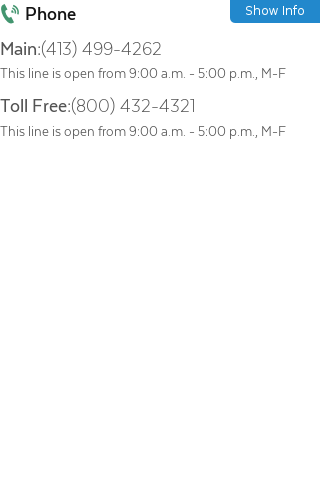 Phone
Show Info
Main:(413) 499-4262
This line is open from 9:00 a.m. - 5:00 p.m., M-F
Toll Free:(800) 432-4321
This line is open from 9:00 a.m. - 5:00 p.m., M-F